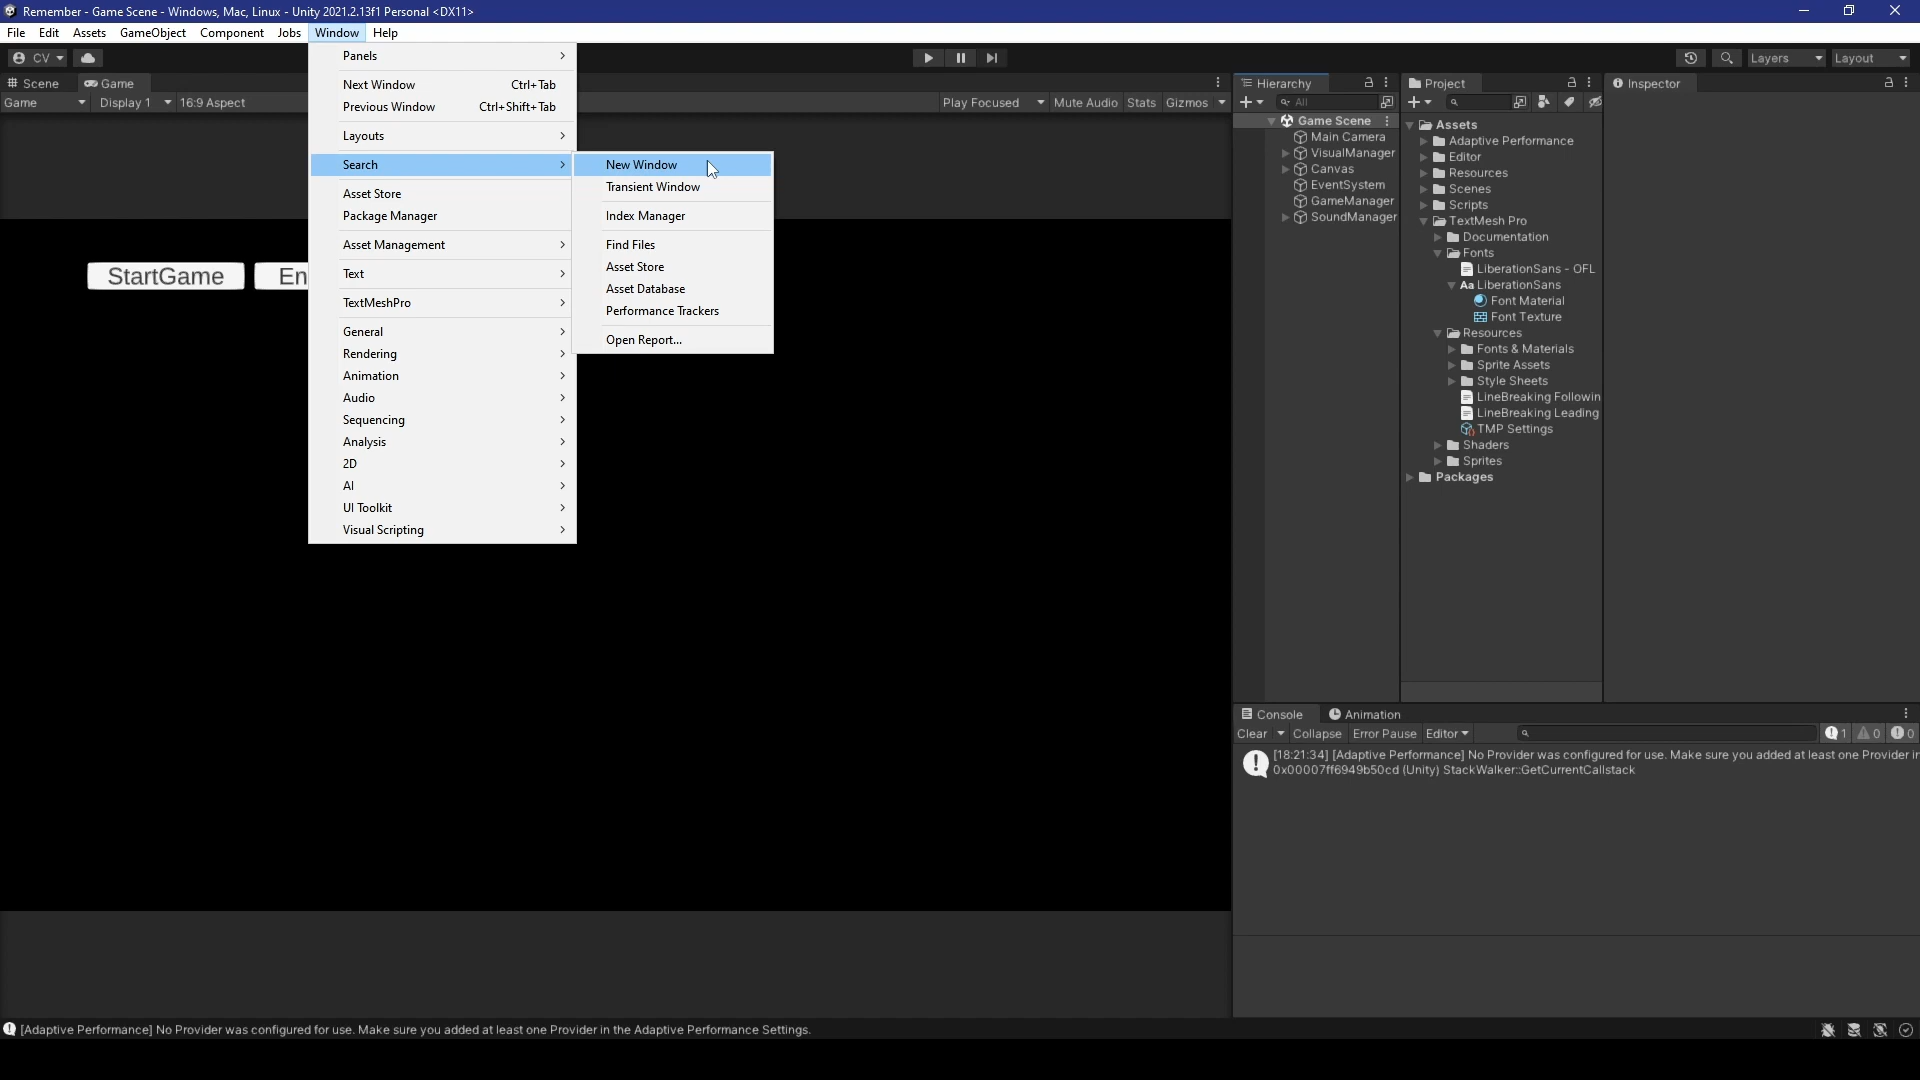 Remember - Game Scene - Windows, Mac, Linux - Unity 2021.2.13f1 Personal <DX11>
File Edit Assets GameObject Component Jobs Window Help
CV
Layers
Layout
Scene
Game
Game
Display 1
16:9 Aspect
Play Focused
Mute Audio
Stats
Gizmos
StartGame
En
Panels
Next Window Ctrl+Tab
Previous Window Ctrl+Shift+Tab
Layouts
Search
Asset Store
Package Manager
Asset Management
Text
TextMeshPro
General
Rendering
Animation
Audio
Sequencing
Analysis
2D
AI
UI Toolkit
Visual Scripting
New Window
Transient Window
Index Manager
Find Files
Asset Store
Asset Database
Performance Trackers
Open Report...
Hierarchy
All
Game Scene
Main Camera
VisualManager
Canvas
EventSystem
GameManager
SoundManager
Project
Assets
Adaptive Performance
Editor
Resources
Scenes
Scripts
TextMesh Pro
Documentation
Fonts
LiberationSans - OFL
Aa LiberationSans
Font Material
Font Texture
Resources
Fonts & Materials
Sprite Assets
Style Sheets
LineBreaking Followin
LineBreaking Leading
TMP Settings
Shaders
Sprites
Packages
Inspector
Console
Animation
Clear
Collapse
Error Pause
Editor
1
0
0
[18:21:34] [Adaptive Performance] No Provider was configured for use. Make sure you added at least one Provider ir
0x00007ff6949b50cd (Unity) StackWalker::GetCurrentCallstack
[Adaptive Performance] No Provider was configured for use. Make sure you added at least one Provider in the Adaptive Performance Settings.